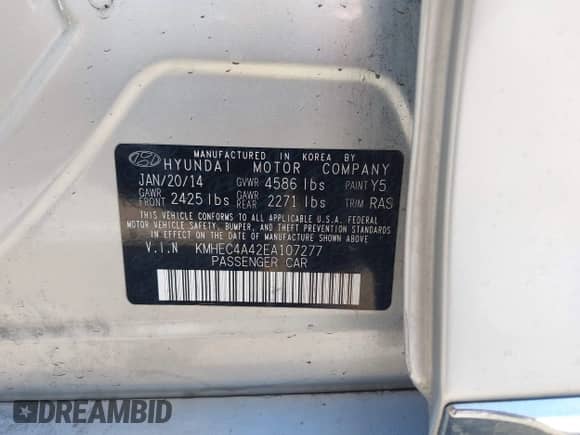 MANUFACTURED IN KOREA BY
HYUNDAI MOTOR COMPANY
JAN/20/14 GVWR 4586 lbs PAINT Y5
GAWR FRONT 2425 lbs GAWR REAR 2271 lbs TRIM RAS
THIS VEHICLE CONFORMS TO ALL APPLICABLE U.S.A. FEDERAL
MOTOR VEHICLE SAFETY, BUMPER, AND THEFT PREVENTION STANDARDS
IN EFFECT ON THE DATE OF MANUFACTURE SHOWN ABOVE
V.I.N KMHEC4A42EA107277
PASSENGER CAR
DREAMBID